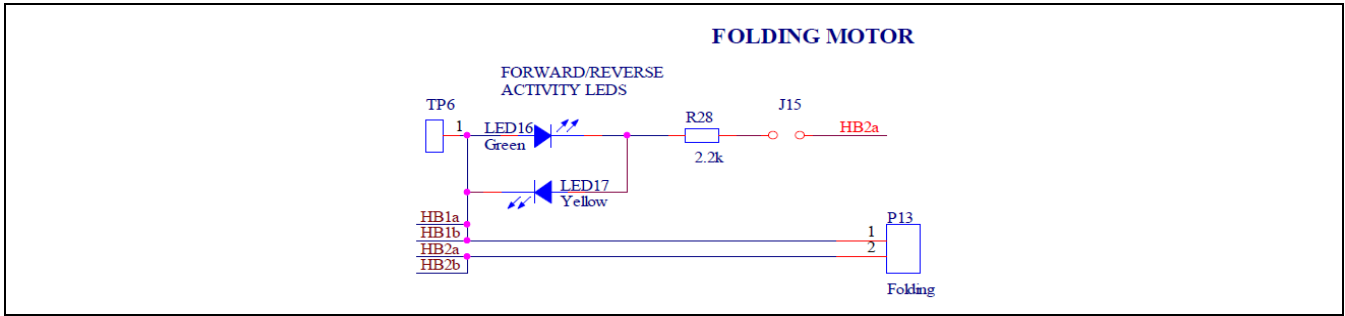 FOLDING MOTOR
FORWARD/REVERSE
ACTIVITY LEDS
TP6
1
LED16
Green
R28
2.2k
J15
HB2a
LED17
Yellow
HB1a
HB1b
HB2a
HB2b
P13
1
2
Folding